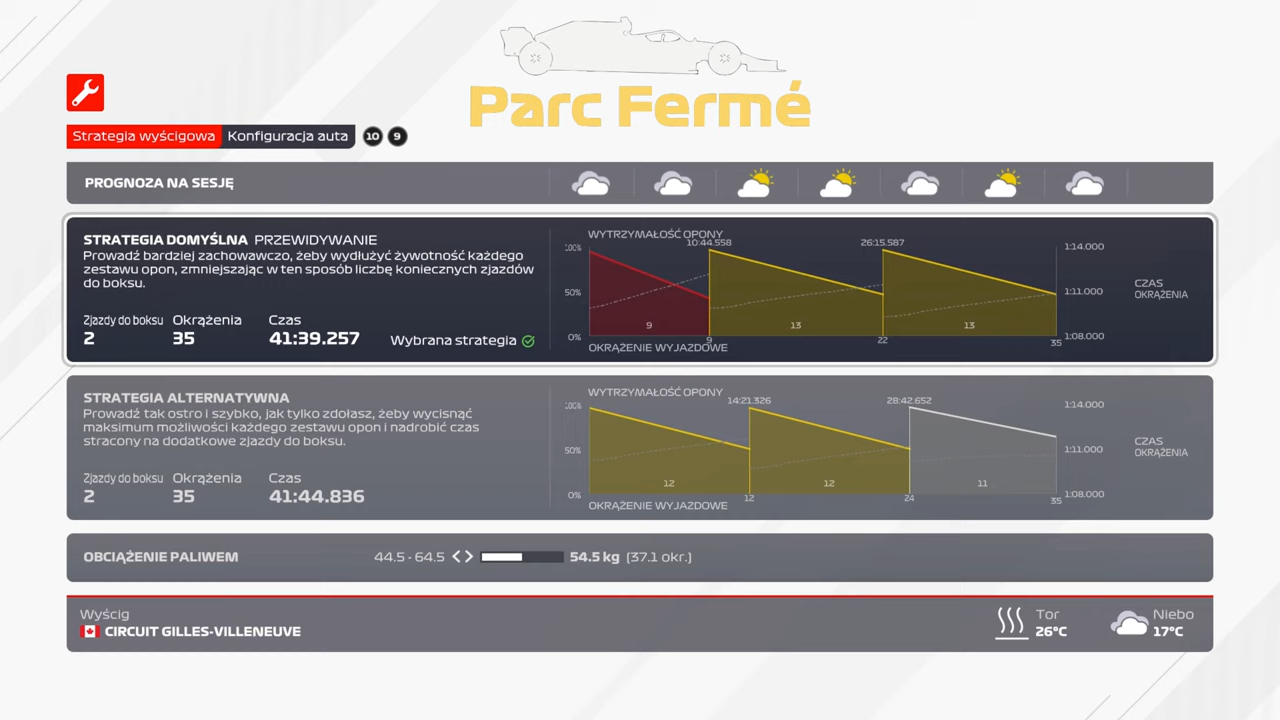 Parc Fermé
Strategia wyścigowa Konfiguracja auta 10 9
PROGNOZA NA SESJĘ
STRATEGIA DOMYŚLNA PRZEWIDYWANIE
Prowadź bardziej zachowawczo, żeby wydłużyć żywotność każdego
zestawu opon, zmniejszając w ten sposób liczbę koniecznych zjazdów
do boksu.
Zjazdy do boksu Okrążenia Czas
2 35 41:39.257 Wybrana strategia
WYTRZYMAŁOŚĆ OPONY
10:44.558 26:15.587
100% 1:14.000
50% 1:11.000
0% 1:08.000
CZAS
OKRĄŻENIA
9 13 13
9 22 35
OKRĄŻENIE WYJAZDOWE
STRATEGIA ALTERNATYWNA
Prowadź tak ostro i szybko, jak tylko zdołasz, żeby wycisnąć
maksimum możliwości każdego zestawu opon i nadrobić czas
stracony na dodatkowe zjazdy do boksu.
Zjazdy do boksu Okrążenia Czas
2 35 41:44.836
WYTRZYMAŁOŚĆ OPONY
14:21.326 28:42.652
100% 1:14.000
50% 1:11.000
0% 1:08.000
CZAS
OKRĄŻENIA
12 12 11
12 24 35
OKRĄŻENIE WYJAZDOWE
OBCIĄŻENIE PALIWEM 44.5 - 64.5 54.5 kg (37.1 okr.)
Wyścig
CIRCUIT GILLES-VILLENEUVE
Tor
26°C
Niebo
17°C